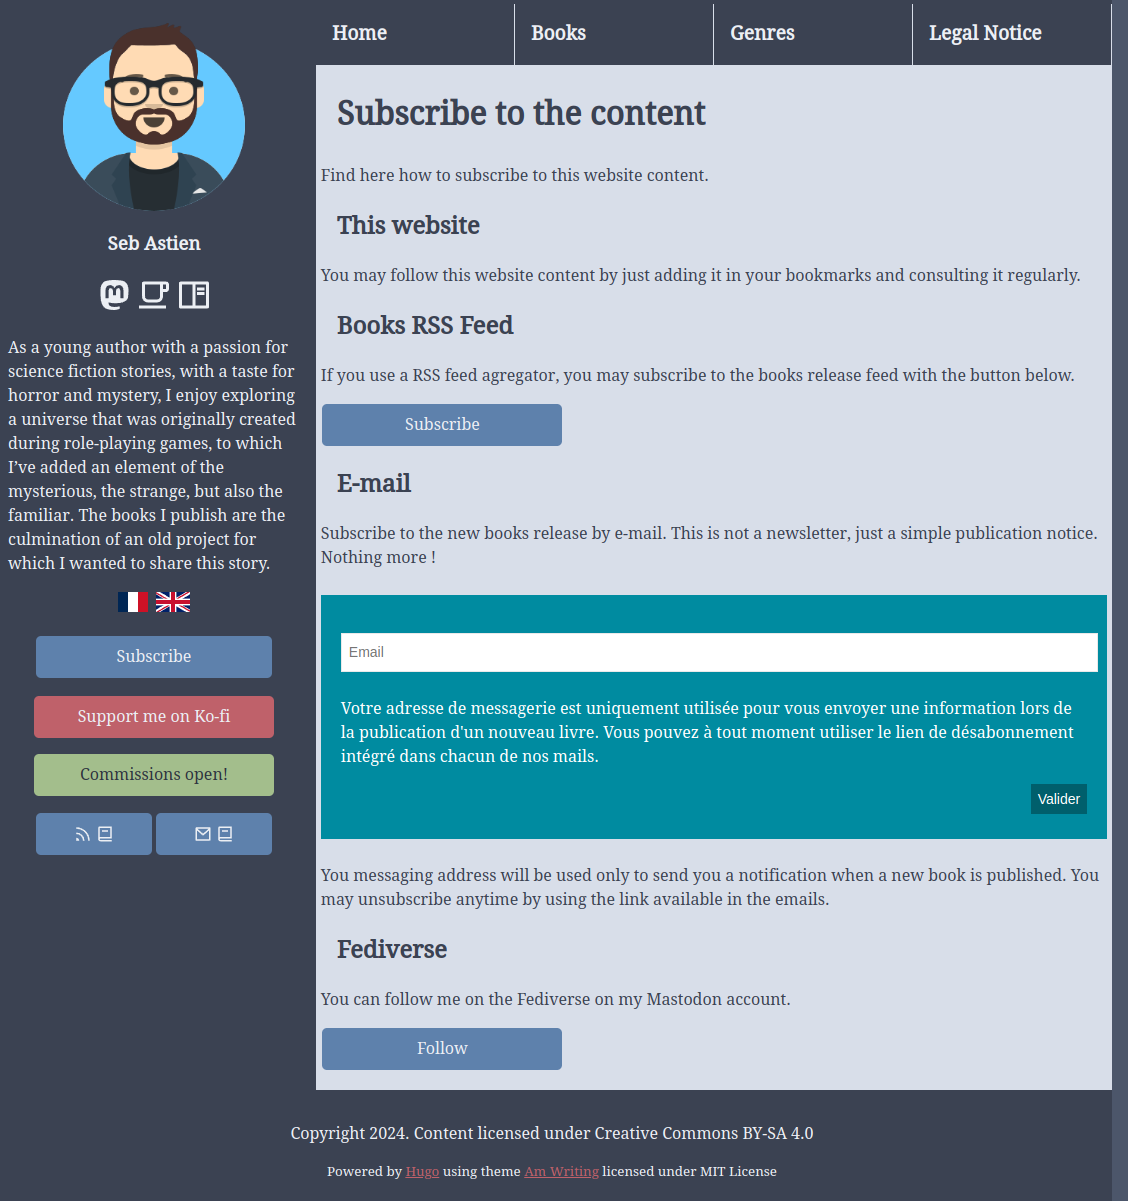 Seb Astien
As a young author with a passion for
science fiction stories, with a taste for
horror and mystery, I enjoy exploring
a universe that was originally created
during role-playing games, to which
I’ve added an element of the
mysterious, the strange, but also the
familiar. The books I publish are the
culmination of an old project for
which I wanted to share this story.
Subscribe
Support me on Ko-fi
Commissions open!
Home
Books
Genres
Legal Notice
Subscribe to the content
Find here how to subscribe to this website content.
This website
You may follow this website content by just adding it in your bookmarks and consulting it regularly.
Books RSS Feed
If you use a RSS feed agregator, you may subscribe to the books release feed with the button below.
Subscribe
E-mail
Subscribe to the new books release by e-mail. This is not a newsletter, just a simple publication notice.
Nothing more !
Email
Votre adresse de messagerie est uniquement utilisée pour vous envoyer une information lors de
la publication d'un nouveau livre. Vous pouvez à tout moment utiliser le lien de désabonnement
intégré dans chacun de nos mails.
Valider
You messaging address will be used only to send you a notification when a new book is published. You
may unsubscribe anytime by using the link available in the emails.
Fediverse
You can follow me on the Fediverse on my Mastodon account.
Follow
Copyright 2024. Content licensed under Creative Commons BY-SA 4.0
Powered by Hugo using theme Am Writing licensed under MIT License